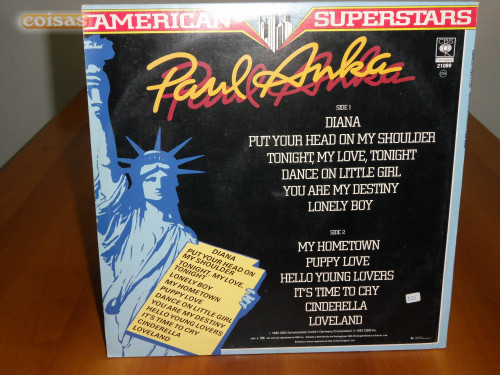 coisas
AMERICAN SUPERSTARS
CBS
21089
Paul Anka
SIDE 1
DIANA
PUT YOUR HEAD ON MY SHOULDER
TONIGHT, MY LOVE, TONIGHT
DANCE ON LITTLE GIRL
YOU ARE MY DESTINY
LONELY BOY
SIDE 2
MY HOMETOWN
PUPPY LOVE
HELLO YOUNG LOVERS
IT'S TIME TO CRY
CINDERELLA
LOVELAND
DIANA
PUT YOUR HEAD ON
MY SHOULDER
TONIGHT, MY LOVE,
TONIGHT
LONELY BOY
MY HOMETOWN
PUPPY LOVE
DANCE ON LITTLE GIRL
YOU ARE MY DESTINY
HELLO YOUNG LOVERS
IT'S TIME TO CRY
CINDERELLA
LOVELAND